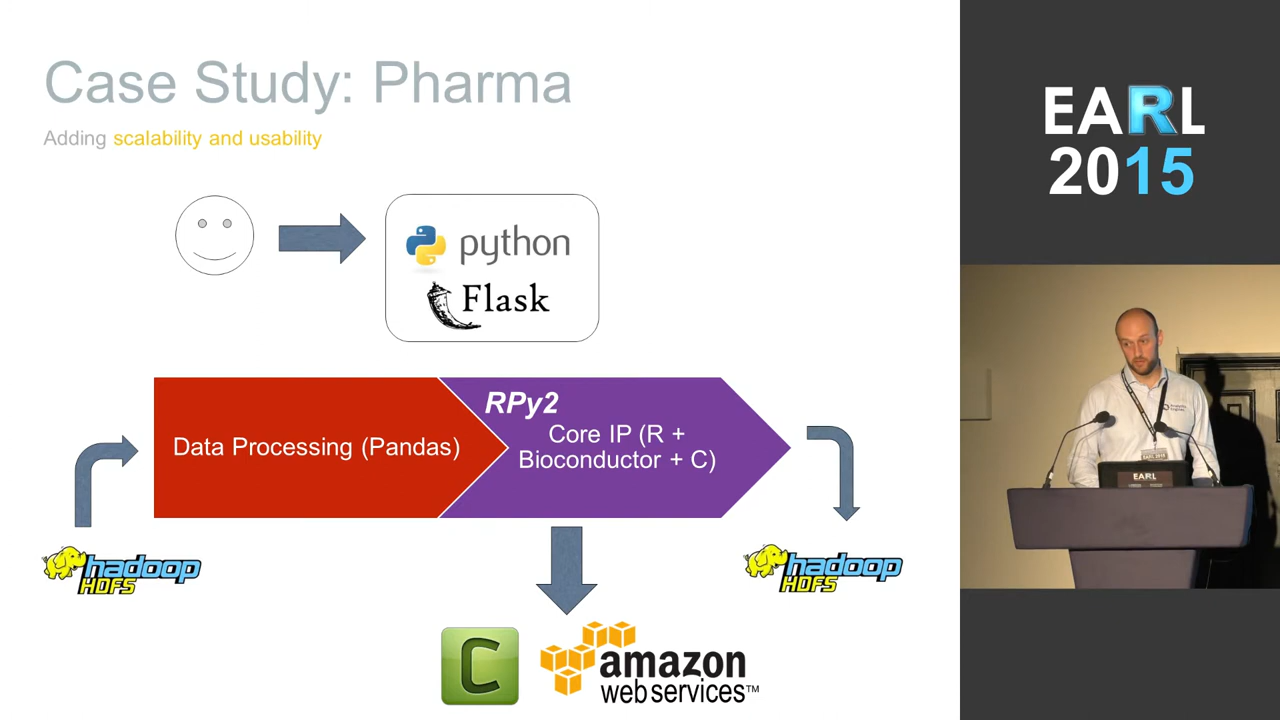 Case Study: Pharma
Adding scalability and usability
python
Flask
RPy2
Data Processing (Pandas)
Core IP (R +
Bioconductor + C)
hadoop
HDFS
hadoop
HDFS
C
amazon
web services™
EARL
2015
EARL